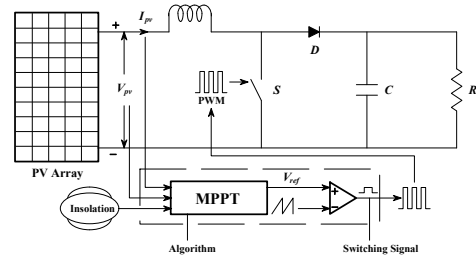 +
I_pv
D
S
C
R
V_pv
PWM
−
PV Array
V_ref
MPPT
+
−
Insolation
Algorithm
Switching Signal